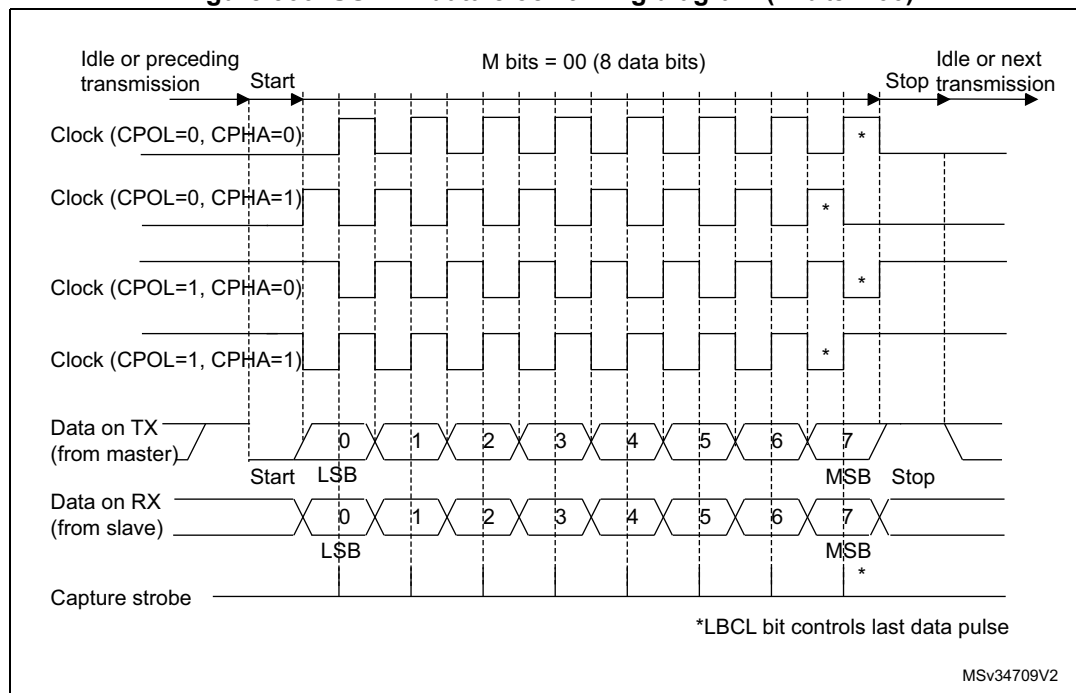 Idle or preceding transmission
Start
M bits = 00 (8 data bits)
Stop
Idle or next transmission
Clock (CPOL=0, CPHA=0)
*
Clock (CPOL=0, CPHA=1)
*
Clock (CPOL=1, CPHA=0)
*
Clock (CPOL=1, CPHA=1)
*
Data on TX (from master)
0 1 2 3 4 5 6 7
Start LSB MSB Stop
Data on RX (from slave)
0 1 2 3 4 5 6 7
LSB MSB
*
Capture strobe
*LBCL bit controls last data pulse
MSv34709V2